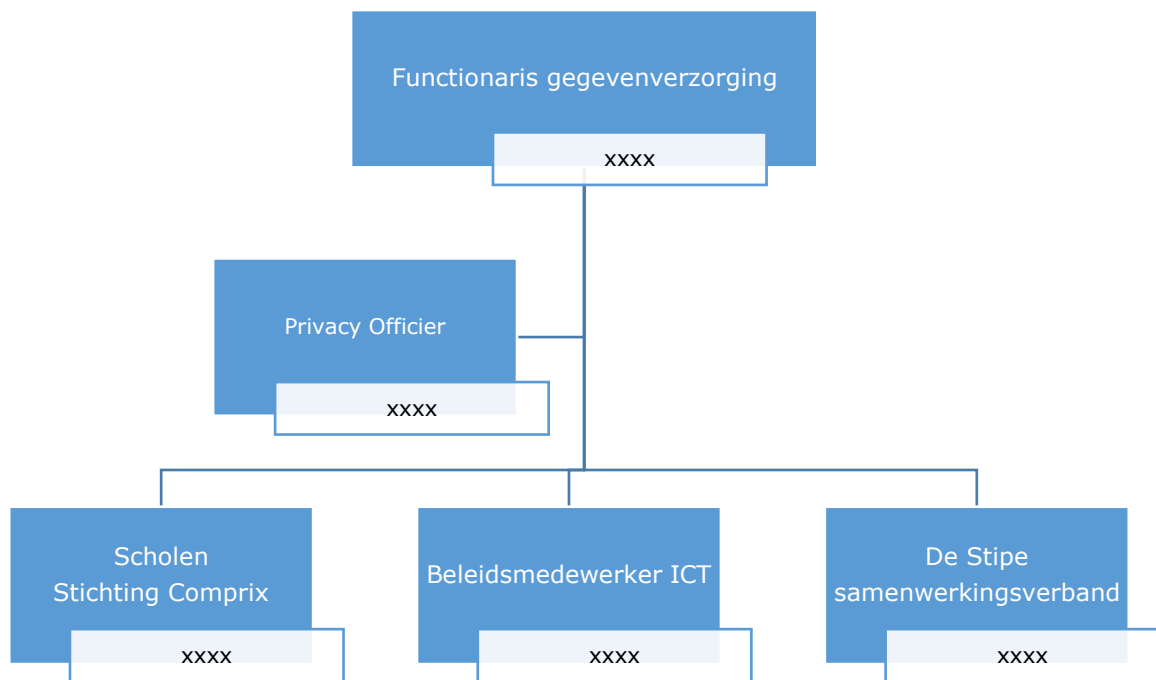 Functionaris gegevenverzorging
xxxx
Privacy Officier
xxxx
Scholen
Stichting Comprix
xxxx
Beleidsmedewerker ICT
xxxx
De Stipe
samenwerkingsverband
xxxx